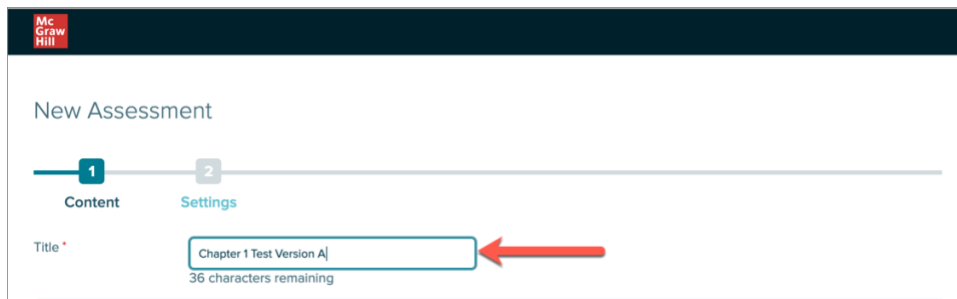 Mc
Graw
Hill
New Assessment
1
2
Content
Settings
Title *
Chapter 1 Test Version A
36 characters remaining